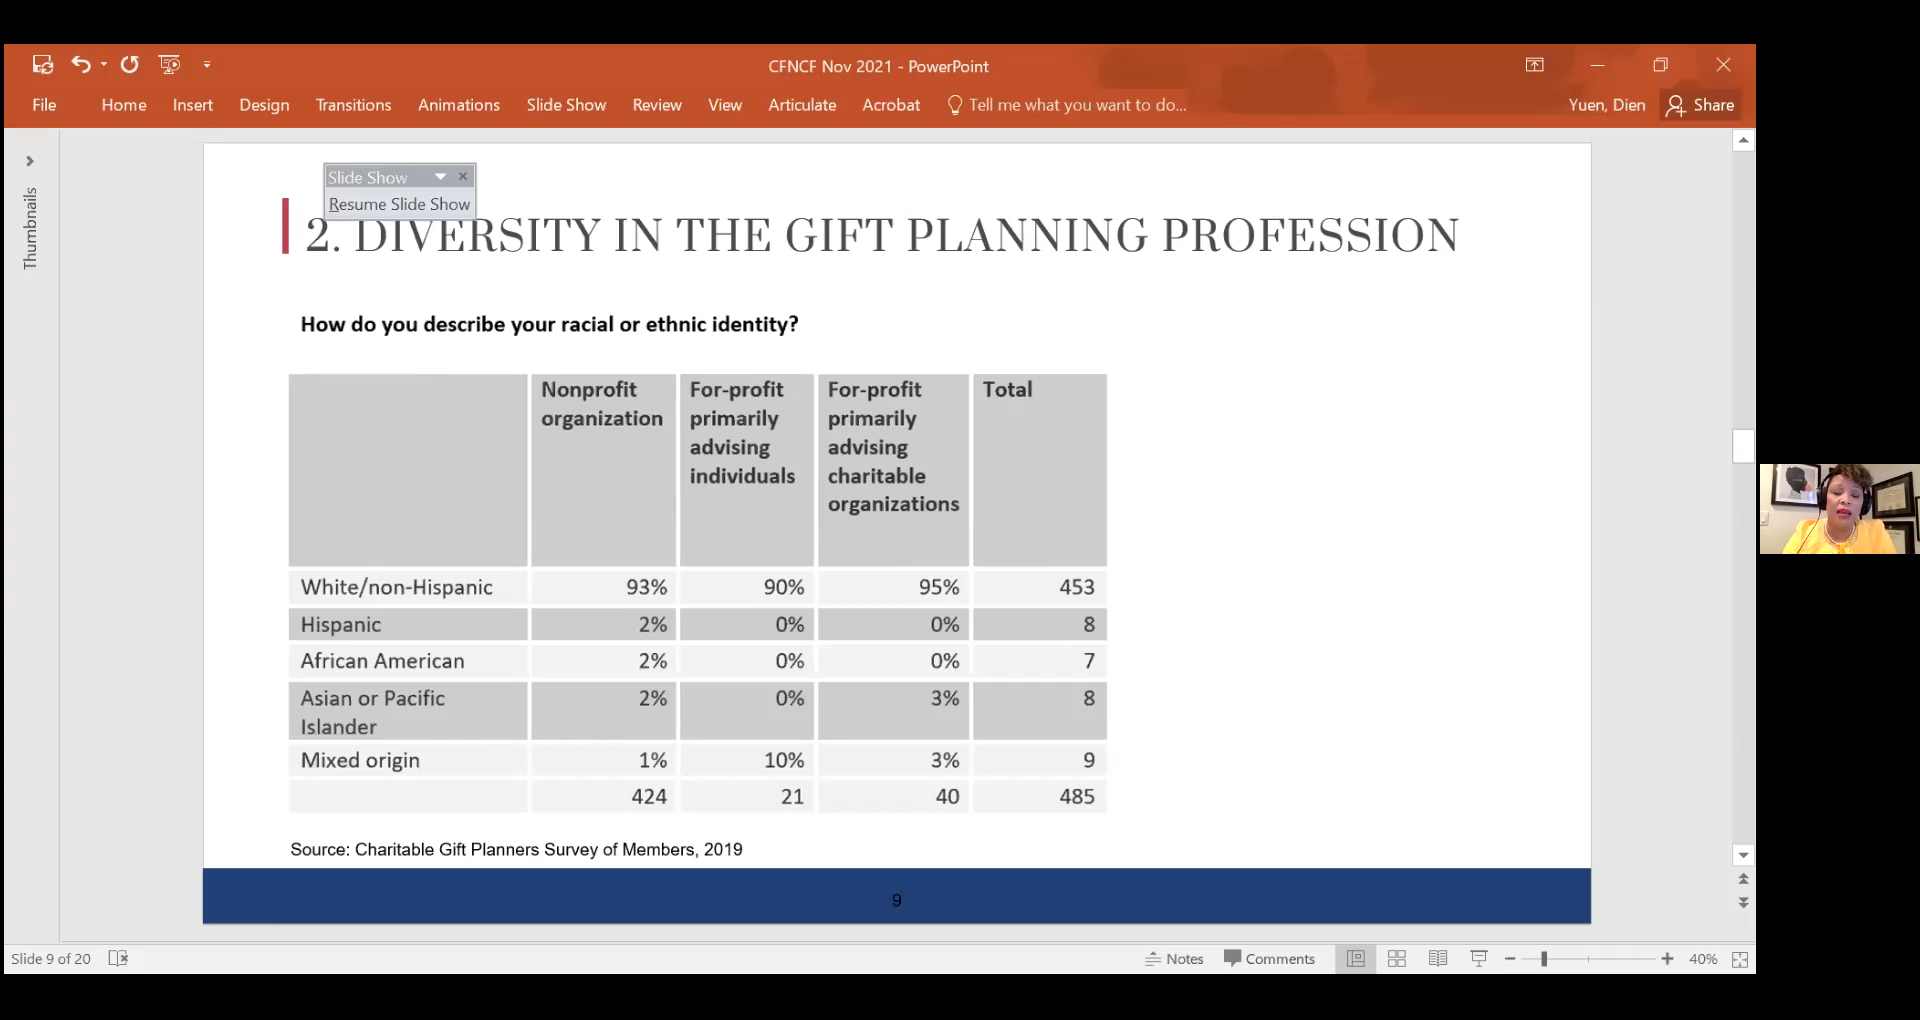 CFNCF Nov 2021 - PowerPoint
File Home Insert Design Transitions Animations Slide Show Review View Articulate Acrobat Tell me what you want to do... Yuen, Dien Share
Thumbnails
Slide Show
Resume Slide Show
2. DIVERSITY IN THE GIFT PLANNING PROFESSION
How do you describe your racial or ethnic identity?
Nonprofit organization For-profit primarily advising individuals For-profit primarily advising charitable organizations Total
White/non-Hispanic 93% 90% 95% 453
Hispanic 2% 0% 0% 8
African American 2% 0% 0% 7
Asian or Pacific Islander 2% 0% 3% 8
Mixed origin 1% 10% 3% 9
424 21 40 485
Source: Charitable Gift Planners Survey of Members, 2019
9
Slide 9 of 20 Notes Comments 40%